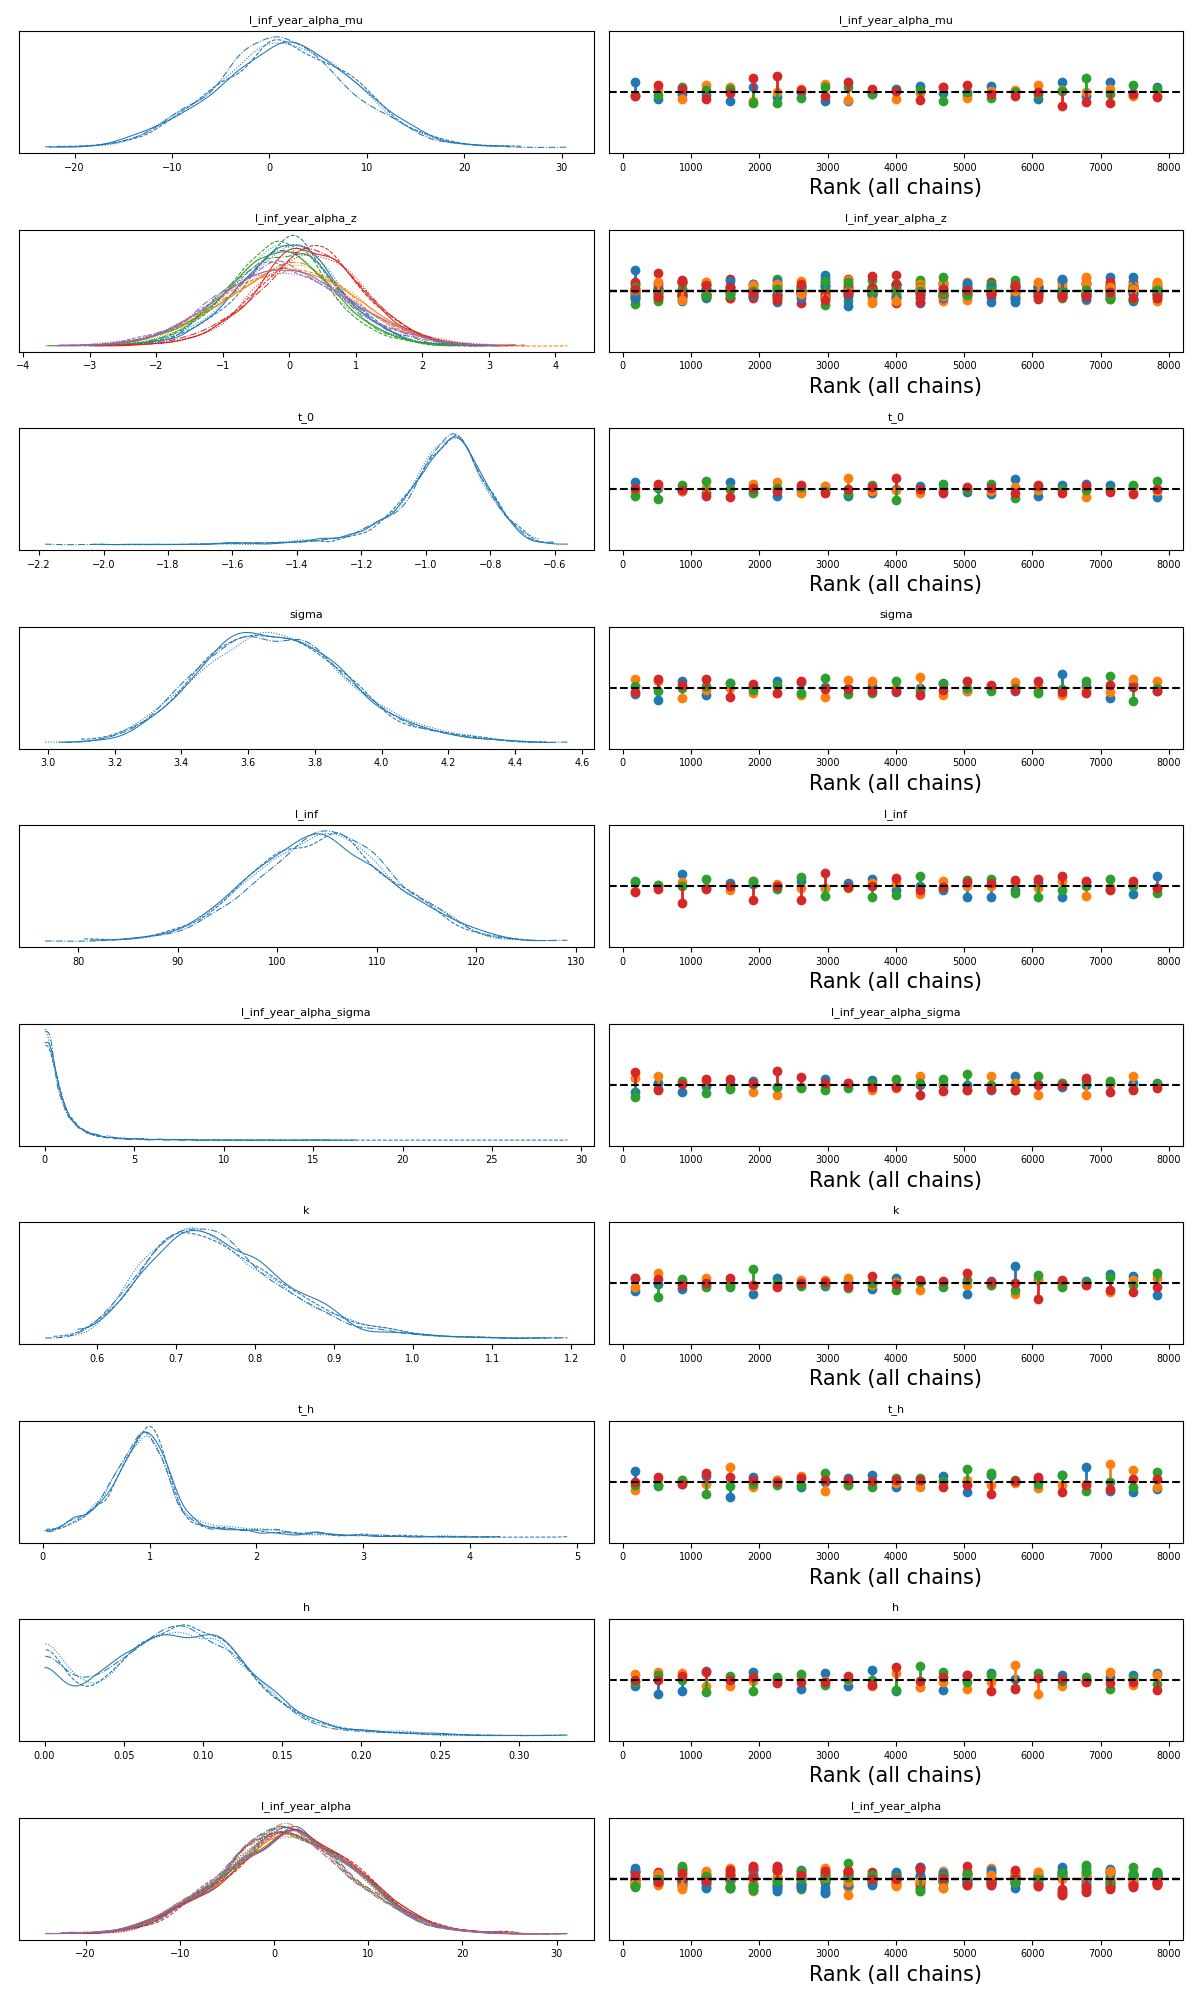 l_inf_year_alpha_mu
l_inf_year_alpha_mu
−20 −10 0 10 20 30
0 1000 2000 3000 4000 5000 6000 7000 8000
Rank (all chains)
l_inf_year_alpha_z
l_inf_year_alpha_z
−4 −3 −2 −1 0 1 2 3 4
0 1000 2000 3000 4000 5000 6000 7000 8000
Rank (all chains)
t_0
t_0
−2.2 −2.0 −1.8 −1.6 −1.4 −1.2 −1.0 −0.8 −0.6
0 1000 2000 3000 4000 5000 6000 7000 8000
Rank (all chains)
sigma
sigma
3.0 3.2 3.4 3.6 3.8 4.0 4.2 4.4 4.6
0 1000 2000 3000 4000 5000 6000 7000 8000
Rank (all chains)
l_inf
l_inf
80 90 100 110 120 130
0 1000 2000 3000 4000 5000 6000 7000 8000
Rank (all chains)
l_inf_year_alpha_sigma
l_inf_year_alpha_sigma
0 5 10 15 20 25 30
0 1000 2000 3000 4000 5000 6000 7000 8000
Rank (all chains)
k
k
0.6 0.7 0.8 0.9 1.0 1.1 1.2
0 1000 2000 3000 4000 5000 6000 7000 8000
Rank (all chains)
t_h
t_h
0 1 2 3 4 5
0 1000 2000 3000 4000 5000 6000 7000 8000
Rank (all chains)
h
h
0.00 0.05 0.10 0.15 0.20 0.25 0.30
0 1000 2000 3000 4000 5000 6000 7000 8000
Rank (all chains)
l_inf_year_alpha
l_inf_year_alpha
−20 −10 0 10 20 30
0 1000 2000 3000 4000 5000 6000 7000 8000
Rank (all chains)